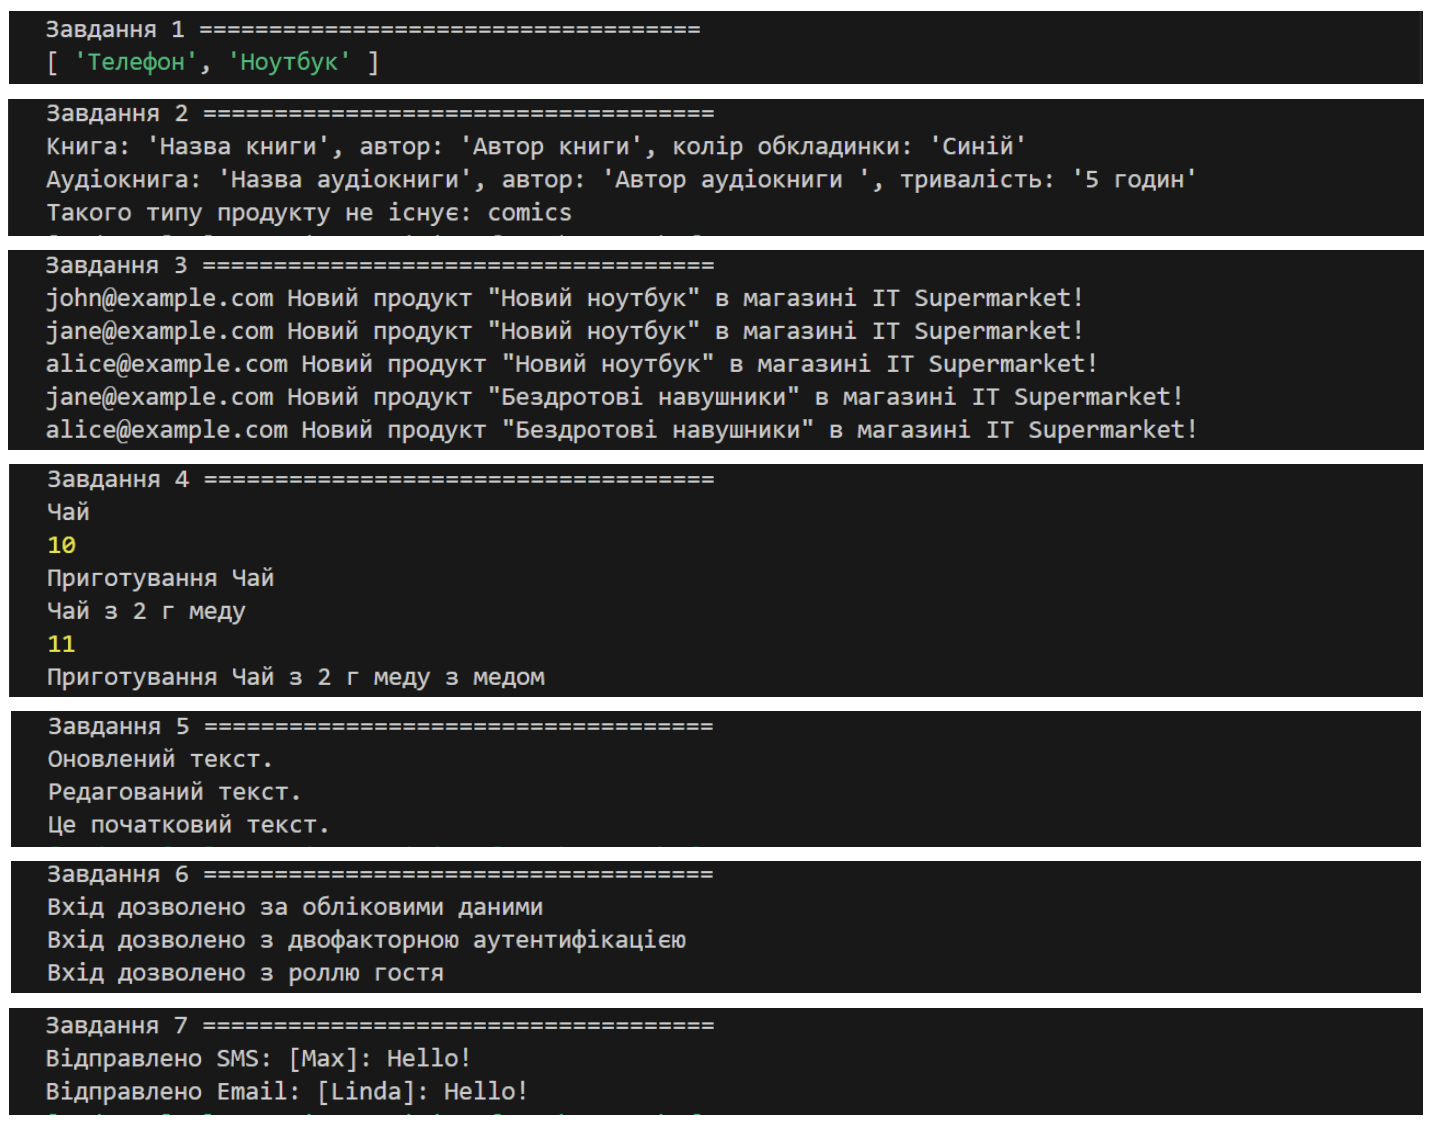 Завдання 1 ===================================
[ 'Телефон', 'Ноутбук' ]
Завдання 2 ====================================
Книга: 'Назва книги', автор: 'Автор книги', колір обкладинки: 'Синій'
Аудіокнига: 'Назва аудіокниги', автор: 'Автор аудіокниги ', тривалість: '5 годин'
Такого типу продукту не існує: comics
Завдання 3 ====================================
john@example.com Новий продукт "Новий ноутбук" в магазині IT Supermarket!
jane@example.com Новий продукт "Новий ноутбук" в магазині IT Supermarket!
alice@example.com Новий продукт "Новий ноутбук" в магазині IT Supermarket!
jane@example.com Новий продукт "Бездротові навушники" в магазині IT Supermarket!
alice@example.com Новий продукт "Бездротові навушники" в магазині IT Supermarket!
Завдання 4 ====================================
Чай
10
Приготування Чай
Чай з 2 г меду
11
Приготування Чай з 2 г меду з медом
Завдання 5 ====================================
Оновлений текст.
Редагований текст.
Це початковий текст.
Завдання 6 ====================================
Вхід дозволено за обліковими даними
Вхід дозволено з двофакторною аутентифікацією
Вхід дозволено з роллю гостя
Завдання 7 ====================================
Відправлено SMS: [Max]: Hello!
Відправлено Email: [Linda]: Hello!